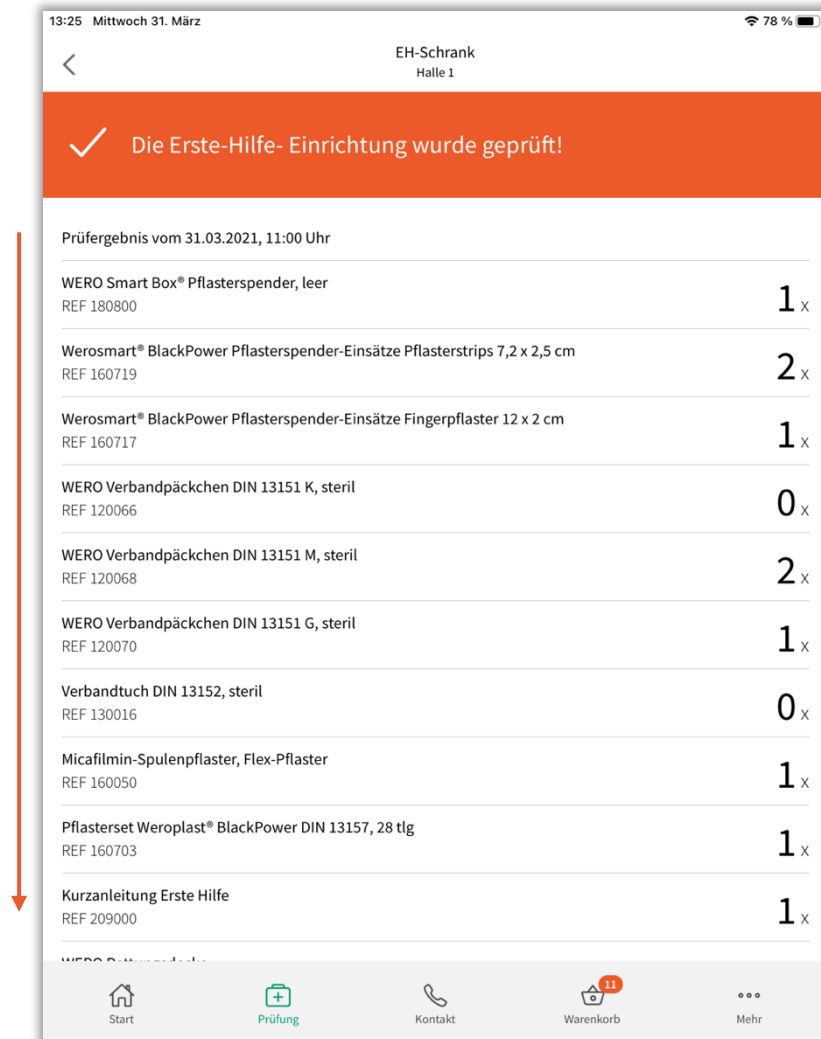 13:25 Mittwoch 31. März
78 %
EH-Schrank
Halle 1
Die Erste-Hilfe- Einrichtung wurde geprüft!
Prüfergebnis vom 31.03.2021, 11:00 Uhr
WERO Smart Box® Pflasterspender, leer
REF 180800
1 x
Werosmart® BlackPower Pflasterspender-Einsätze Pflasterstrips 7,2 x 2,5 cm
REF 160719
2 x
Werosmart® BlackPower Pflasterspender-Einsätze Fingerpflaster 12 x 2 cm
REF 160717
1 x
WERO Verbandpäckchen DIN 13151 K, steril
REF 120066
0 x
WERO Verbandpäckchen DIN 13151 M, steril
REF 120068
2 x
WERO Verbandpäckchen DIN 13151 G, steril
REF 120070
1 x
Verbandtuch DIN 13152, steril
REF 130016
0 x
Micafilmin-Spulenpflaster, Flex-Pflaster
REF 160050
1 x
Pflasterset Weroplast® BlackPower DIN 13157, 28 tlg
REF 160703
1 x
Kurzanleitung Erste Hilfe
REF 209000
1 x
WERO Rettungsdecke
11
Start
Prüfung
Kontakt
Warenkorb
Mehr